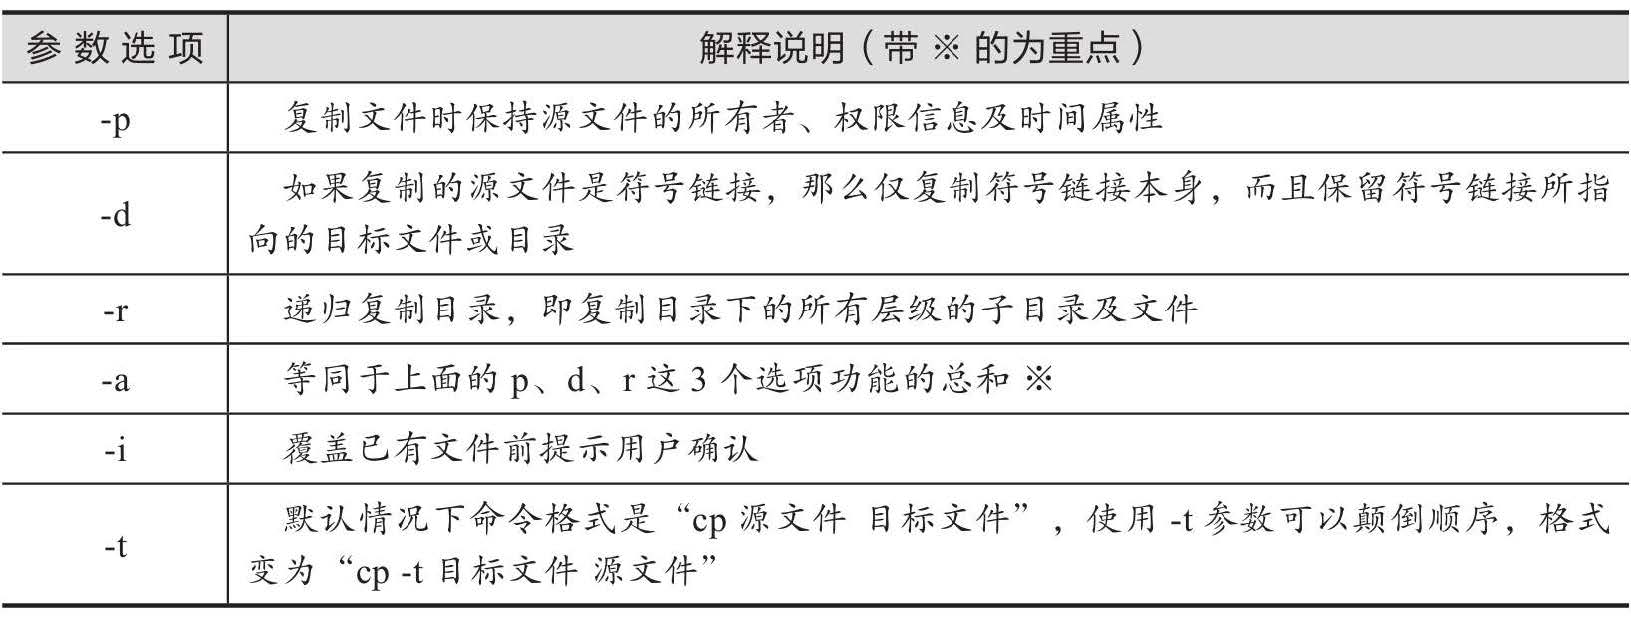 参数选项 解释说明（带※的为重点）
-p 复制文件时保持源文件的所有者、权限信息及时间属性
如果复制的源文件是符号链接，那么仅复制符号链接本身，而且保留符号链接所指
-d
向的目标文件或目录
-r 递归复制目录，即复制目录下的所有层级的子目录及文件
-a 等同于上面的 p、d、r 这 3 个选项功能的总和 ※
-i 覆盖已有文件前提示用户确认
默认情况下命令格式是“cp 源文件 目标文件”，使用 -t 参数可以颠倒顺序，格式
-t
变为“cp -t 目标文件 源文件”